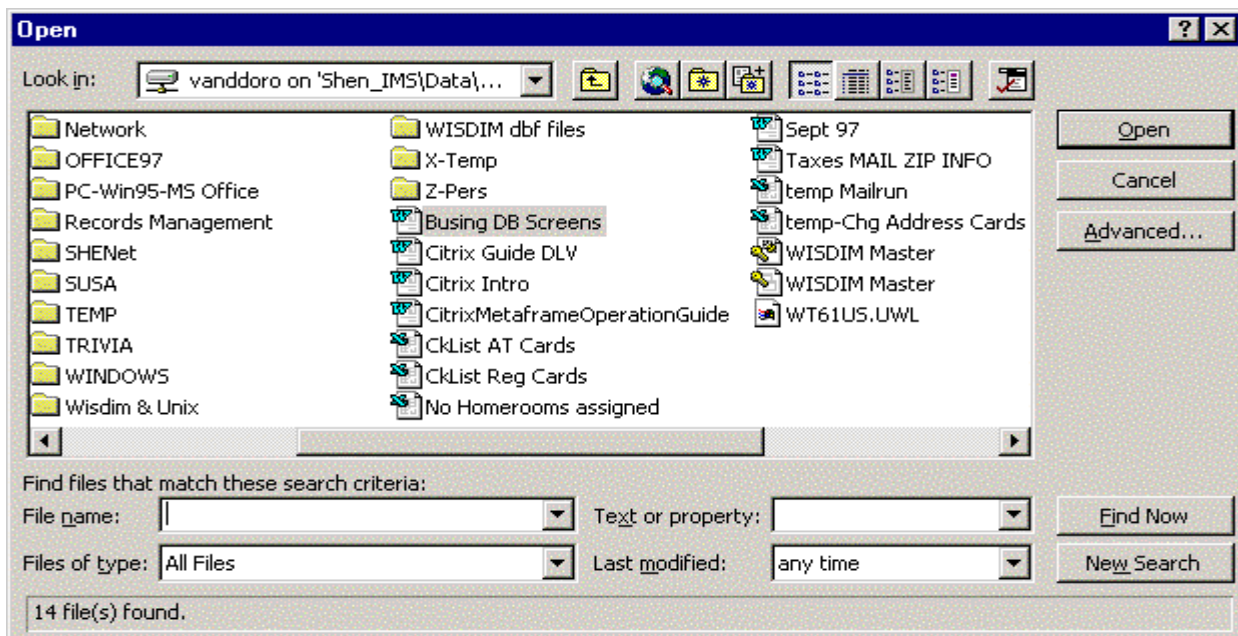 Open
Look in: vanddoro on 'Shen_IMS\Data\...
Network
OFFICE97
PC-Win95-MS Office
Records Management
SHENet
SUSA
TEMP
TRIVIA
WINDOWS
Wisdim & Unix
WISDIM dbf files
X-Temp
Z-Pers
Busing DB Screens
Citrix Guide DLV
Citrix Intro
CitrixMetaframeOperationGuide
CkList AT Cards
CkList Reg Cards
No Homerooms assigned
Sept 97
Taxes MAIL ZIP INFO
temp Mailrun
temp-Chg Address Cards
WISDIM Master
WISDIM Master
WT61US.UWL
Open
Cancel
Advanced...
Find files that match these search criteria:
File name: Text or property: Find Now
Files of type: All Files Last modified: any time New Search
14 file(s) found.